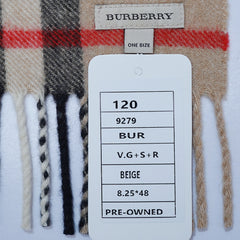 BURBERRY
ONE SIZE
120
9279
BUR
V.G+S+R
BEIGE
8.25*48
PRE-OWNED